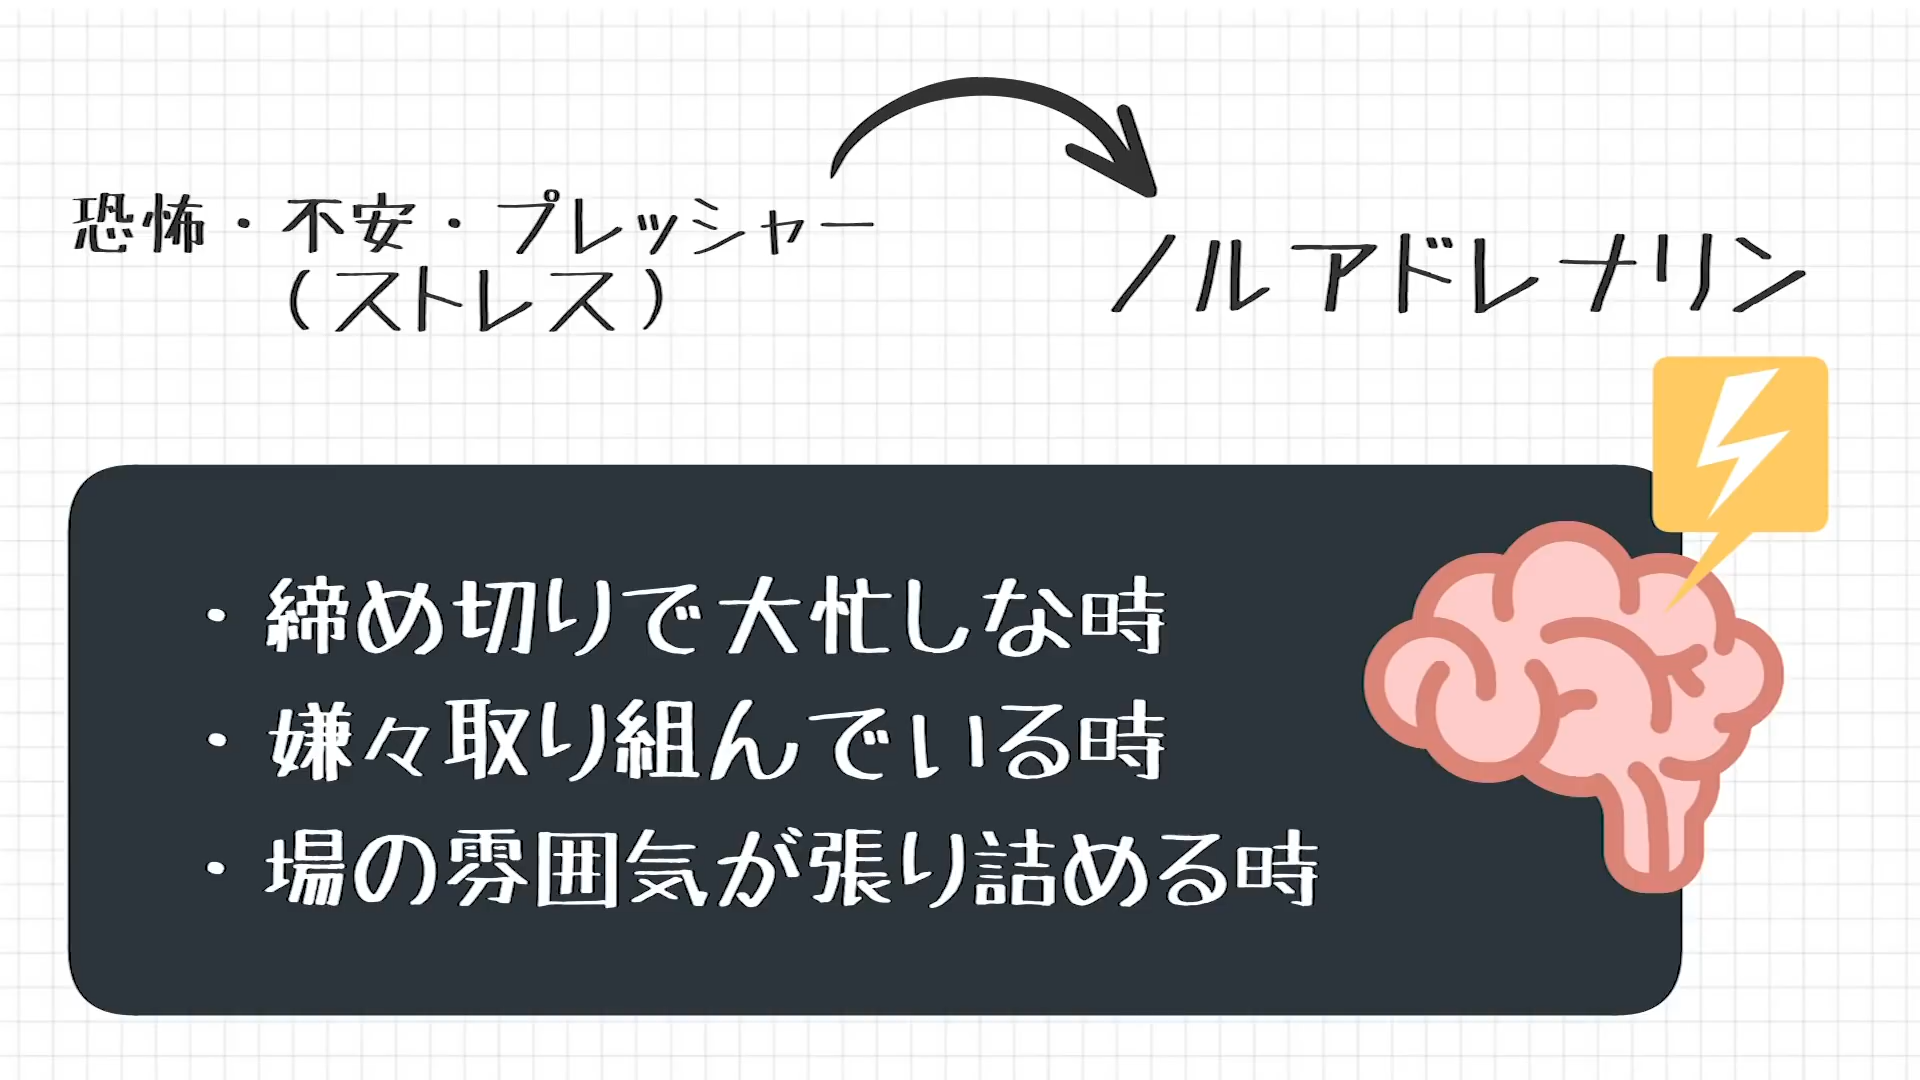 恐怖・不安・プレッシャー
(ストレス)
ノルアドレナリン
・締め切りで大忙しな時
・嫌々取り組んでいる時
・場の雰囲気が張り詰める時